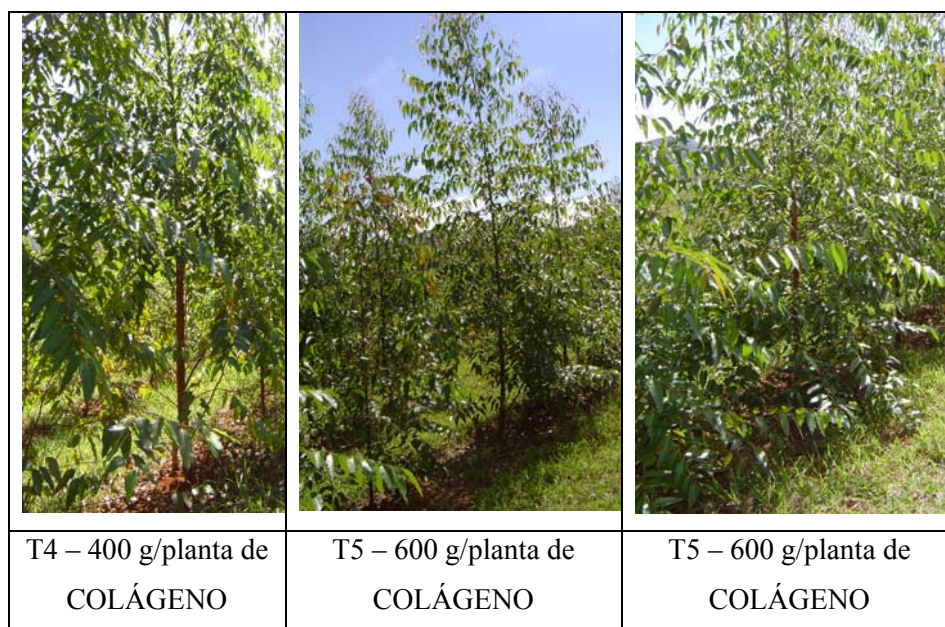 T4 – 400 g/planta de
COLÁGENO
T5 – 600 g/planta de
COLÁGENO
T5 – 600 g/planta de
COLÁGENO